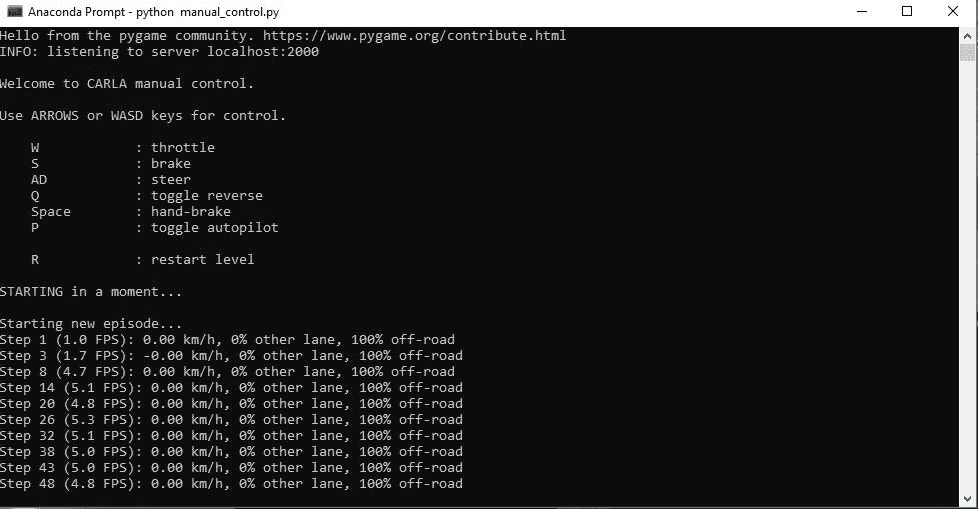 Anaconda Prompt - python  manual_control.py
Hello from the pygame community. https://www.pygame.org/contribute.html
INFO: listening to server localhost:2000
Welcome to CARLA manual control.
Use ARROWS or WASD keys for control.
W            : throttle
S            : brake
AD           : steer
Q            : toggle reverse
Space        : hand-brake
P            : toggle autopilot
R            : restart level
STARTING in a moment...
Starting new episode...
Step 1 (1.0 FPS): 0.00 km/h, 0% other lane, 100% off-road
Step 3 (1.7 FPS): -0.00 km/h, 0% other lane, 100% off-road
Step 8 (4.7 FPS): 0.00 km/h, 0% other lane, 100% off-road
Step 14 (5.1 FPS): 0.00 km/h, 0% other lane, 100% off-road
Step 20 (4.8 FPS): 0.00 km/h, 0% other lane, 100% off-road
Step 26 (5.3 FPS): 0.00 km/h, 0% other lane, 100% off-road
Step 32 (5.1 FPS): 0.00 km/h, 0% other lane, 100% off-road
Step 38 (5.0 FPS): 0.00 km/h, 0% other lane, 100% off-road
Step 43 (5.0 FPS): 0.00 km/h, 0% other lane, 100% off-road
Step 48 (4.8 FPS): 0.00 km/h, 0% other lane, 100% off-road